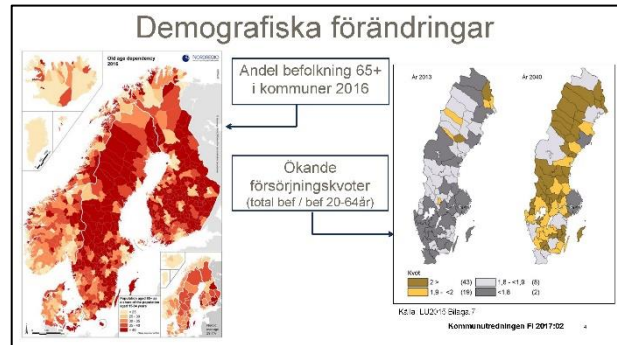 Demografiska förändringar
Old age dependency
2016
NORDREGIO
Andel befolkning 65+
i kommuner 2016
Ökande
försörjningskvoter
(total bef / bef 20-64år)
År 2013
År 2040
Kvot
2 > (43)
1,8 - <1,9 (8)
1,9 - <2 (19)
<1.8 (2)
Källa: LU2015 Bilaga 7
Kommunutredningen Fi 2017:02